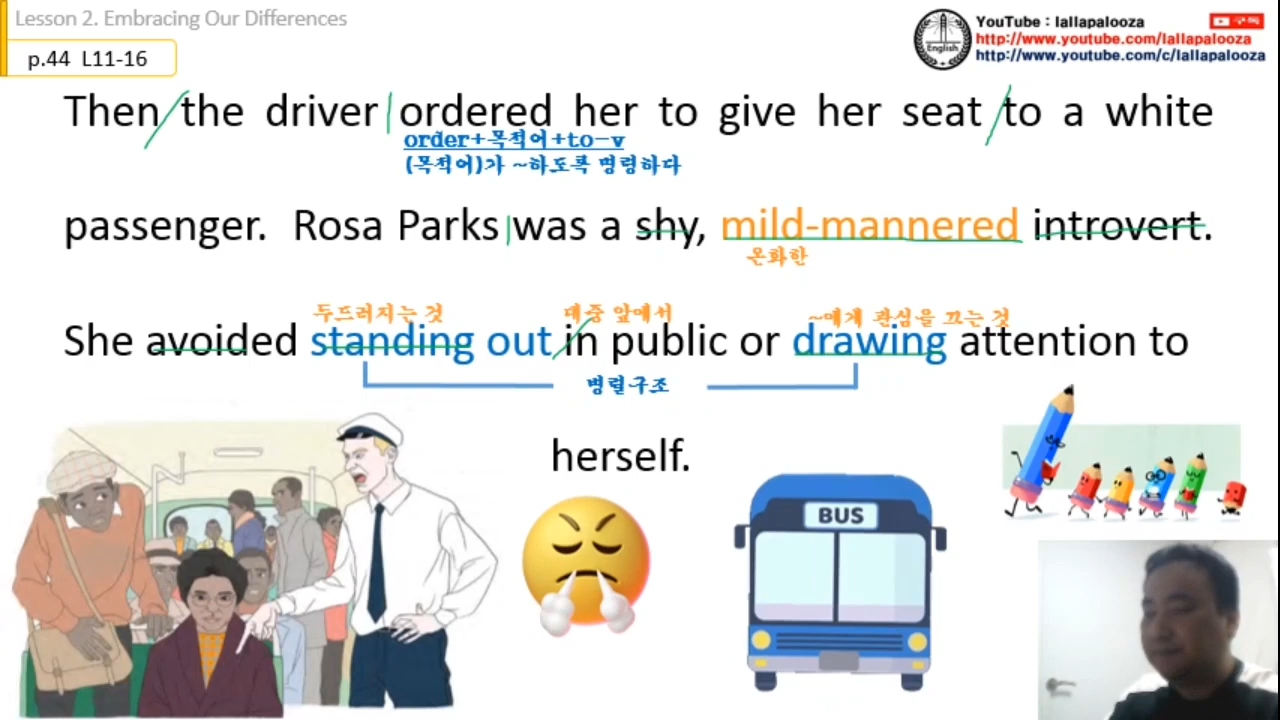 Lesson 2. Embracing Our Differences
p.44 L11-16
English
YouTube : lallapalooza
구독
http://www.youtube.com/lallapalooza
http://www.youtube.com/c/lallapalooza
Then the driver ordered her to give her seat to a white
order+목적어+to-v
(목적어)가 ~하도록 명령하다
passenger. Rosa Parks was a shy, mild-mannered introvert.
온화한
두드러지는 것 대중 앞에서 ~에게 관심을 끄는 것
She avoided standing out in public or drawing attention to
병렬구조
herself.
BUS